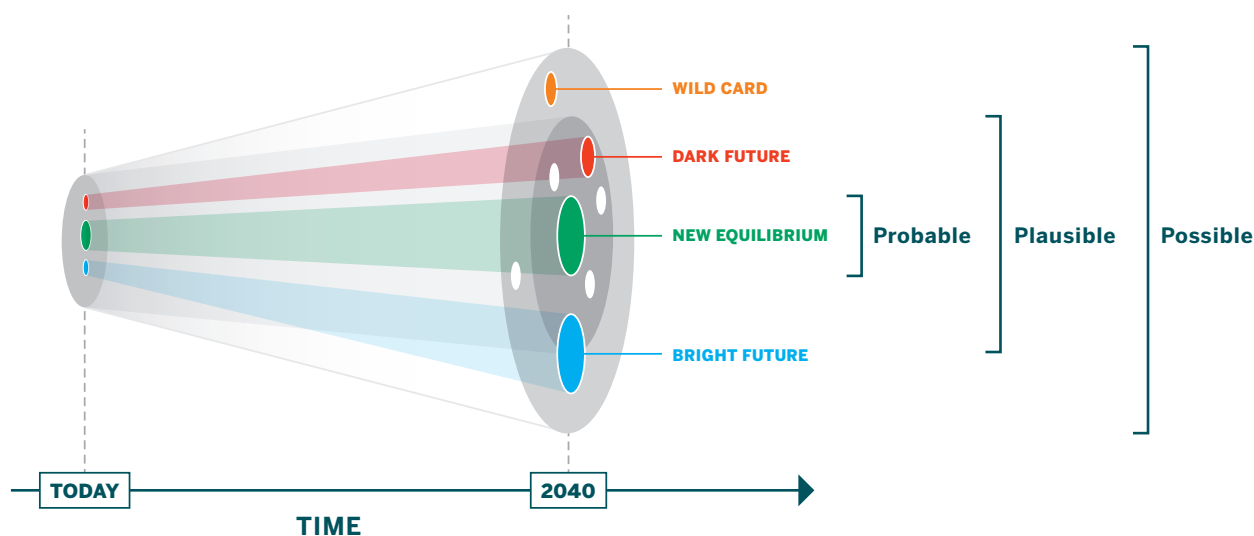 WILD CARD
DARK FUTURE
NEW EQUILIBRIUM
Probable
Plausible
Possible
BRIGHT FUTURE
TODAY
2040
TIME